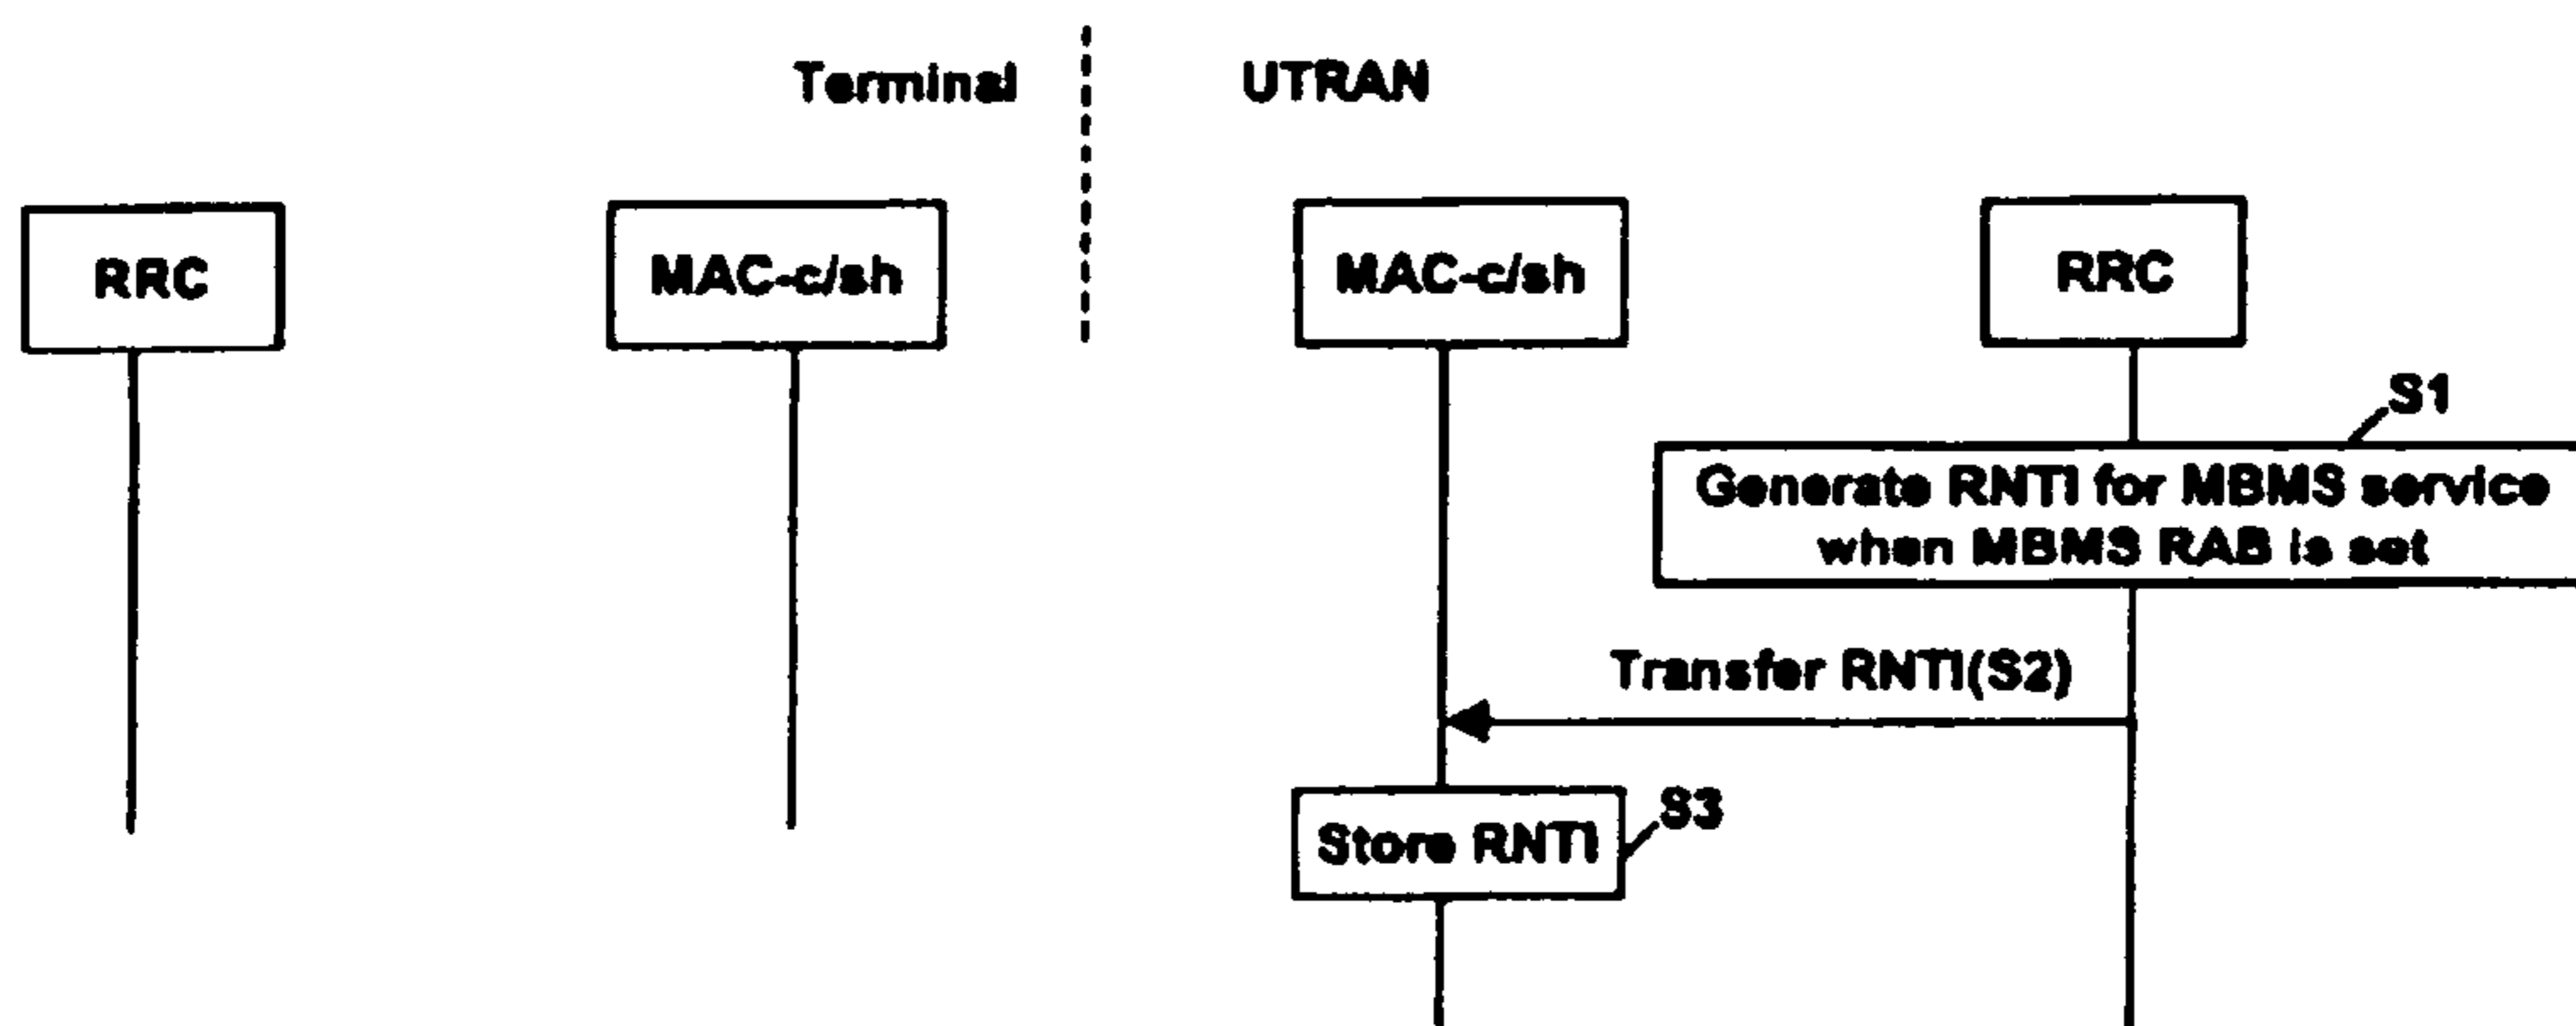 Terminal
UTRAN
RRC
MAC-c/sh
MAC-c/sh
RRC
S1
Generate RNTI for MBMS service
when MBMS RAB is set
Transfer RNTI(S2)
Store RNTI
S3